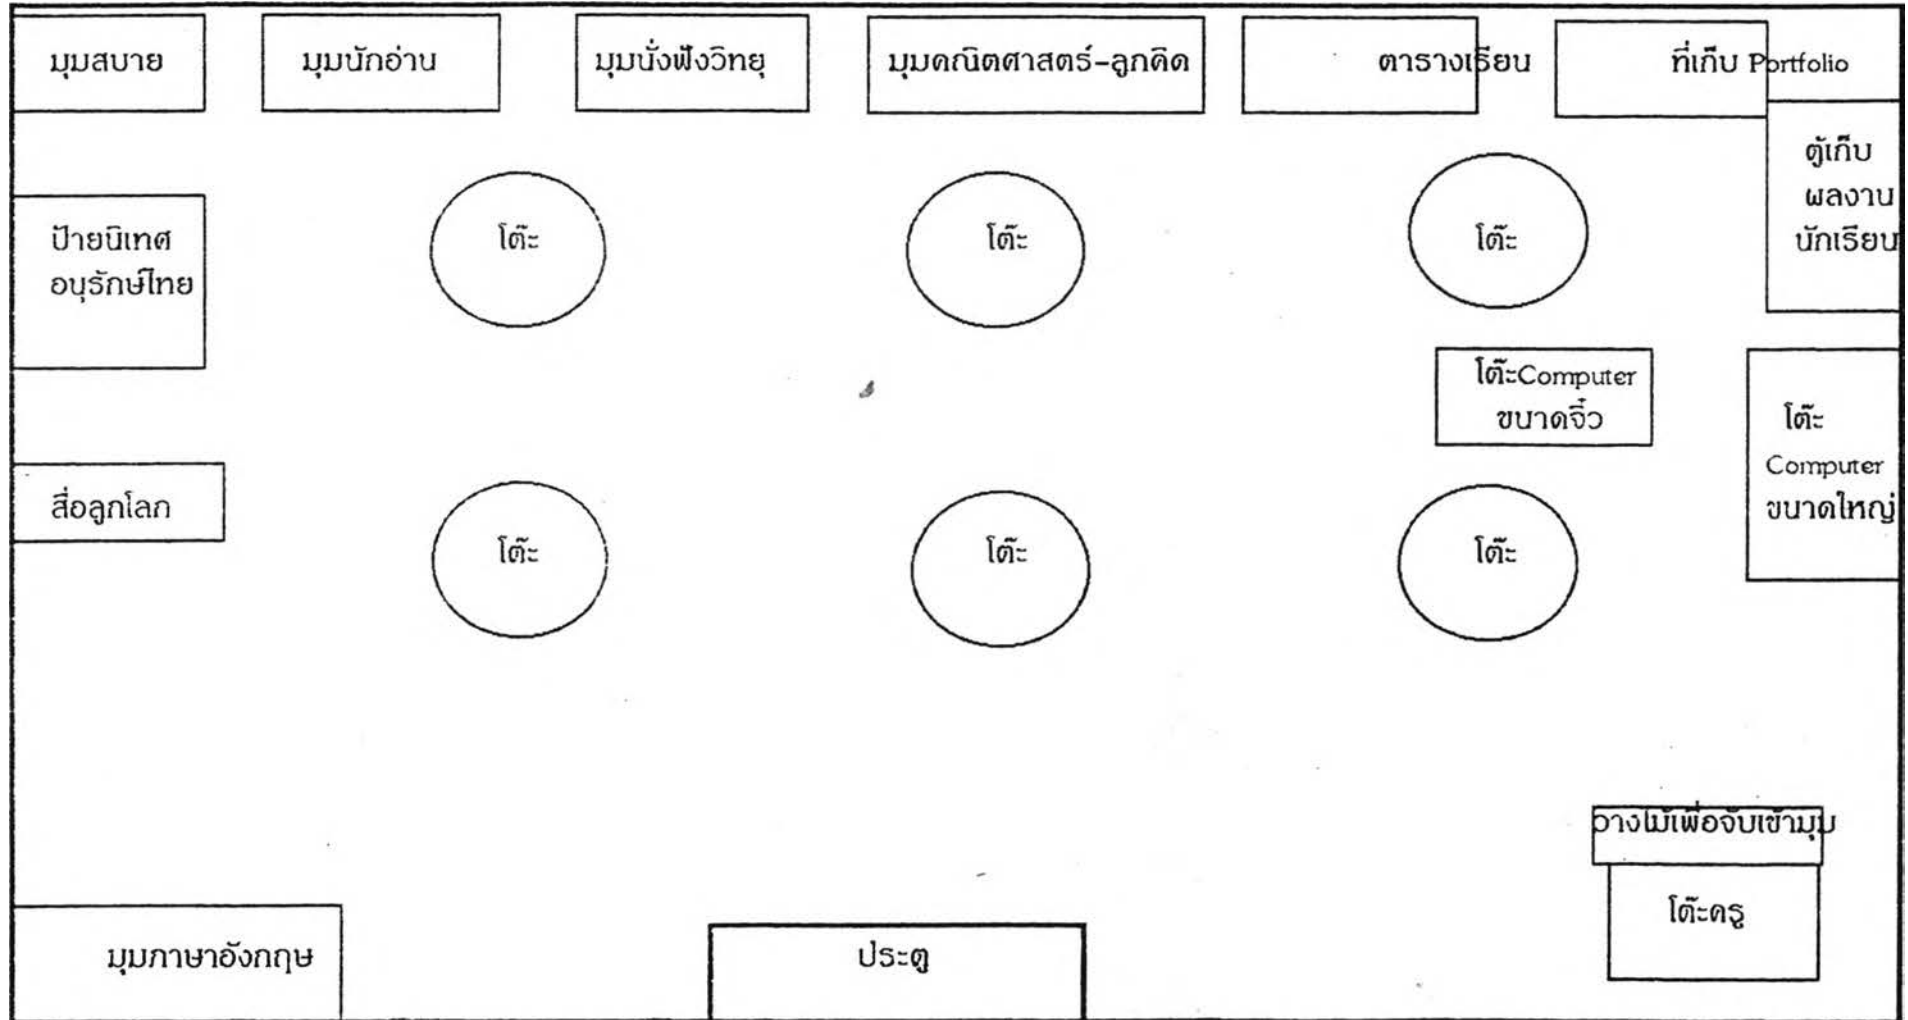 มุมสบาย
มุมนักอ่าน
มุมนั่งฟังวิทยุ
มุมคณิตศาสตร์-ลูกคิด
ตารางเรียน
ที่เก็บ Portfolio
ตู้เก็บ
ผลงาน
นักเรียน
ป้ายนิเทศ
อนุรักษ์ไทย
โต๊ะ
โต๊ะ
โต๊ะ
โต๊ะComputer
ขนาดจิ๋ว
โต๊ะ
Computer
ขนาดใหญ่
สื่อลูกโลก
โต๊ะ
โต๊ะ
โต๊ะ
วางไม้เพื่อจับเข้ามุม
โต๊ะครู
มุมภาษาอังกฤษ
ประตู